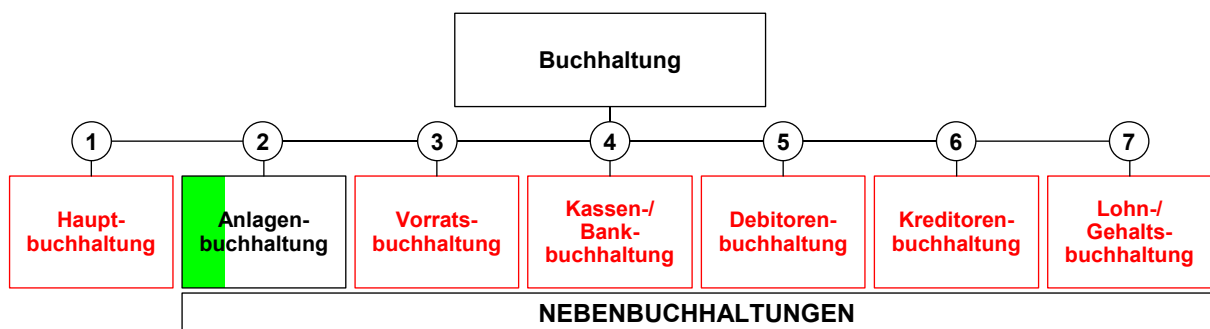 Buchhaltung
1
2
3
4
5
6
7
Haupt-
buchhaltung
Anlagen-
buchhaltung
Vorrats-
buchhaltung
Kassen-/
Bank-
buchhaltung
Debitoren-
buchhaltung
Kreditoren-
buchhaltung
Lohn-/
Gehalts-
buchhaltung
NEBENBUCHHALTUNGEN